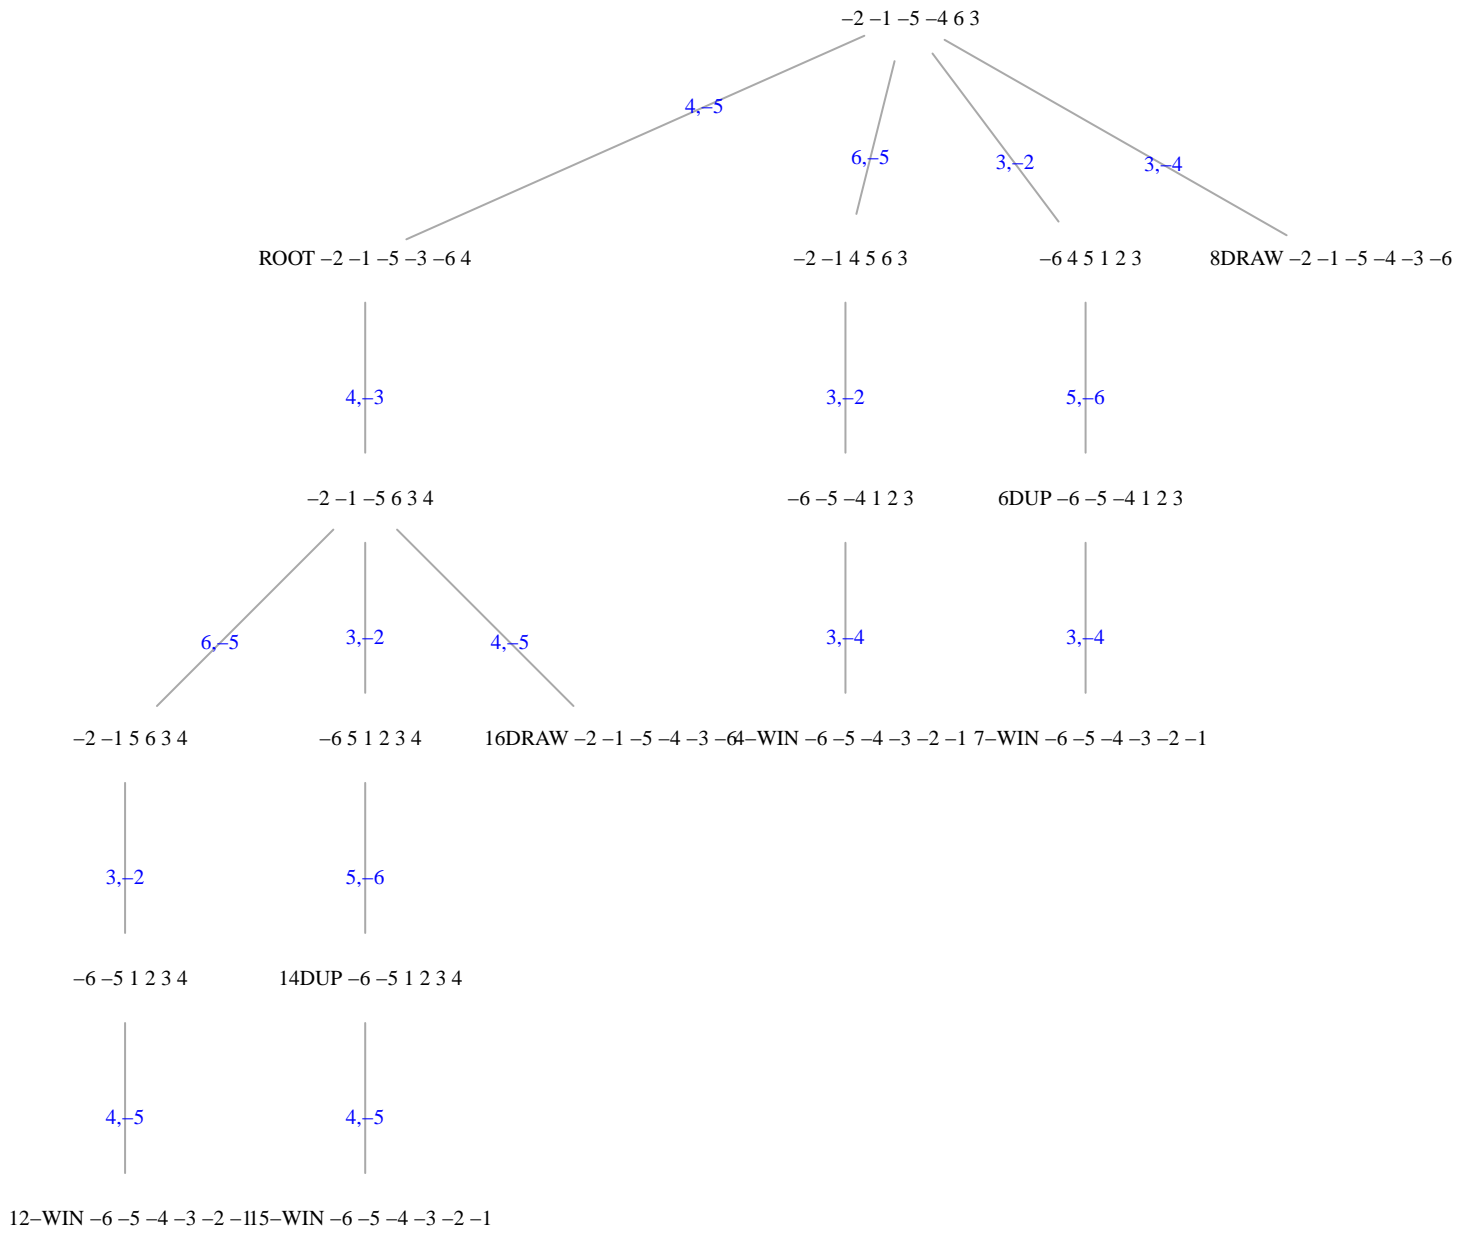 −2 −1 −5 −4 6 3
4,−5
6,−5
3,−2
3,−4
ROOT −2 −1 −5 −3 −6 4
−2 −1 4 5 6 3
−6 4 5 1 2 3
8DRAW −2 −1 −5 −4 −3 −6
4,−3
3,−2
5,−6
−2 −1 −5 6 3 4
−6 −5 −4 1 2 3
6DUP −6 −5 −4 1 2 3
6,−5
3,−2
4,−5
3,−4
3,−4
−2 −1 5 6 3 4
−6 5 1 2 3 4
16DRAW −2 −1 −5 −4 −3 −6
4−WIN −6 −5 −4 −3 −2 −1
7−WIN −6 −5 −4 −3 −2 −1
3,−2
5,−6
−6 −5 1 2 3 4
14DUP −6 −5 1 2 3 4
4,−5
4,−5
12−WIN −6 −5 −4 −3 −2 −1
15−WIN −6 −5 −4 −3 −2 −1